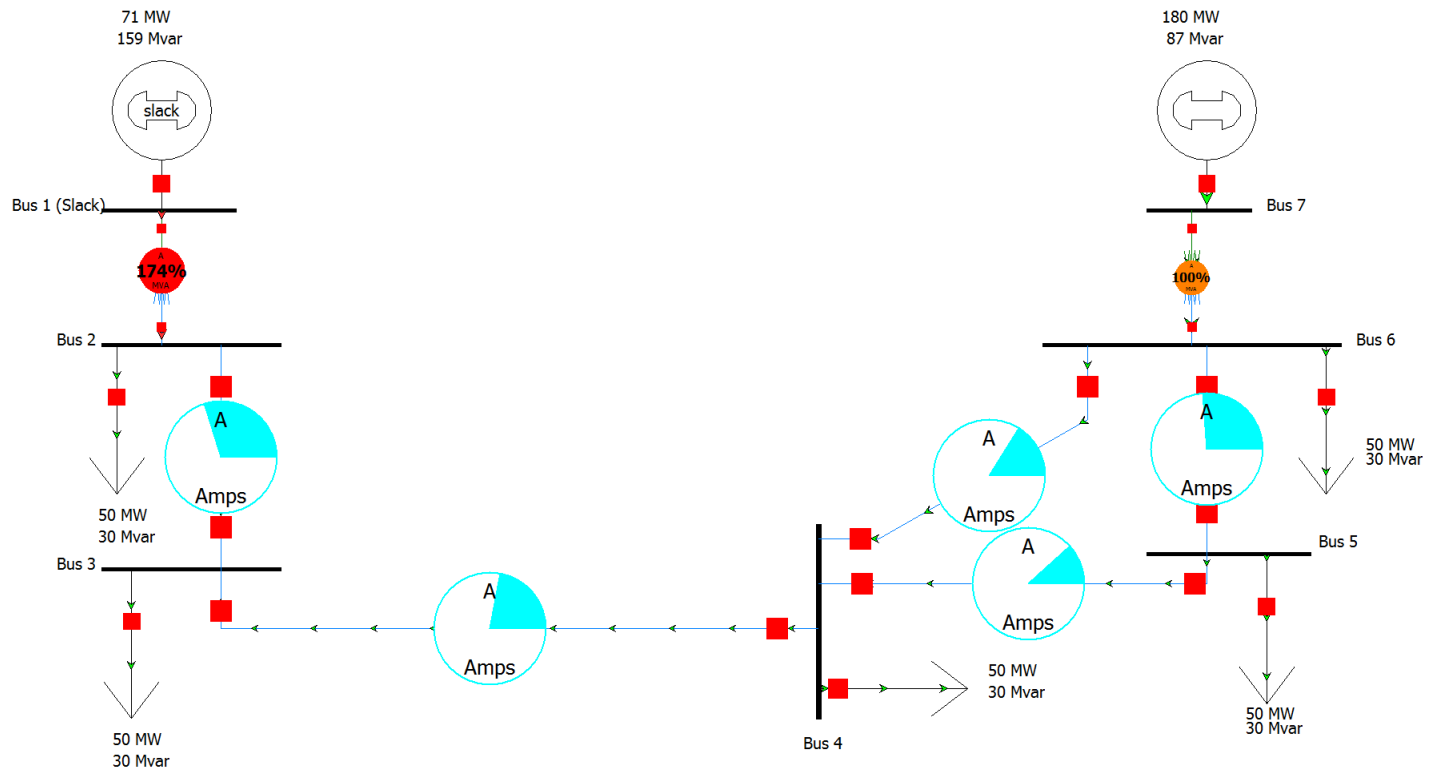 71 MW
159 Mvar
180 MW
87 Mvar
slack
Bus 1 (Slack)
Bus 7
A
174%
MVA
A
100%
MVA
Bus 2
Bus 6
A
Amps
50 MW
30 Mvar
A
Amps
A
Amps
50 MW
30 Mvar
Bus 3
Bus 5
A
Amps
A
Amps
50 MW
30 Mvar
50 MW
30 Mvar
50 MW
30 Mvar
Bus 4